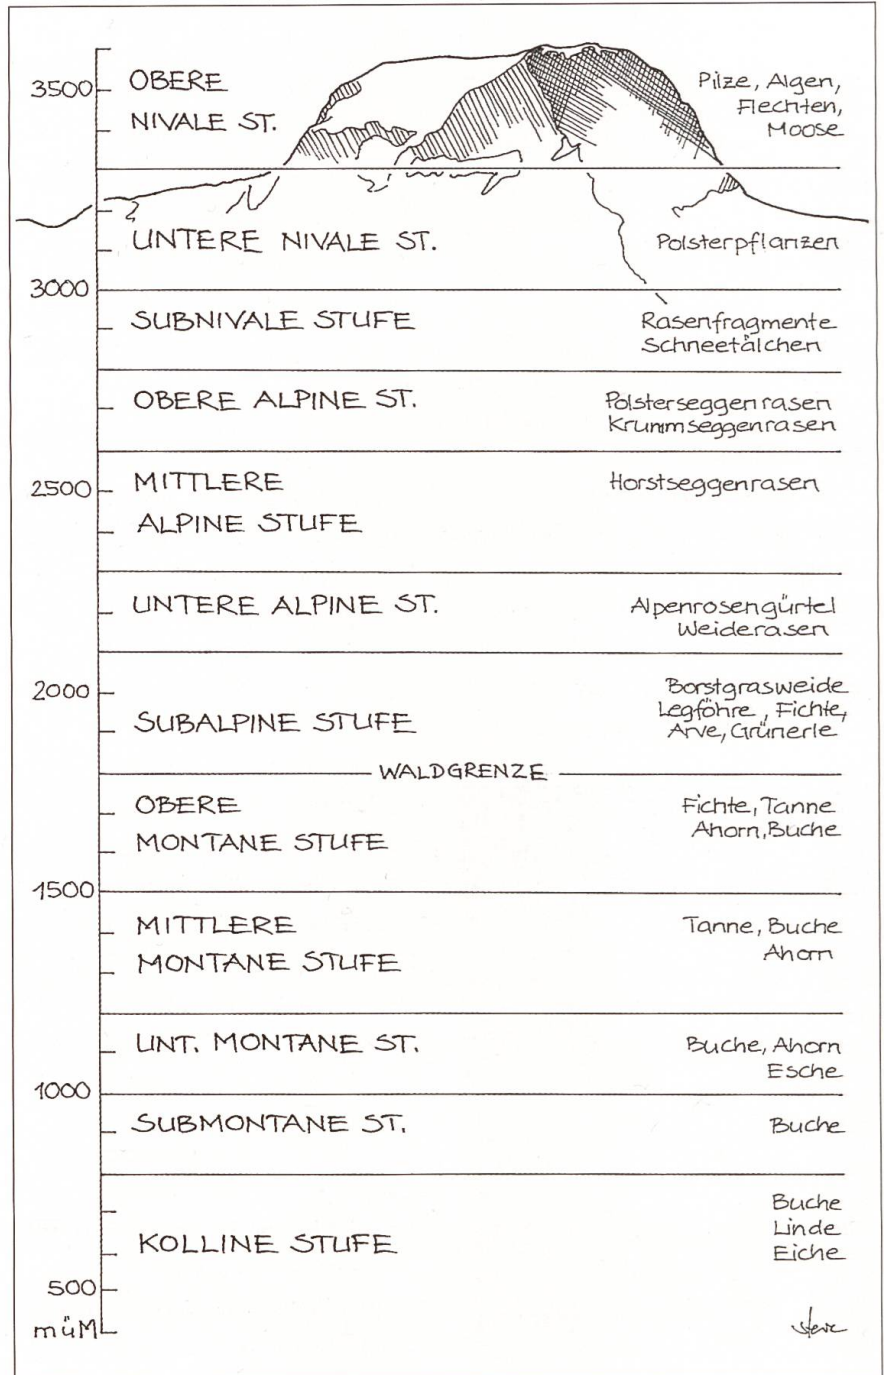 3500
OBERE
NIVALE ST.
Pilze, Algen,
Flechten,
Moose
UNTERE NIVALE ST.
Polsterpflanzen
3000
SUBNIVALE STUFE
Rasenfragmente
Schneetälchen
OBERE ALPINE ST.
Polsterseggenrasen
Krummseggenrasen
2500
MITTLERE
ALPINE STUFE
Horstseggenrasen
UNTERE ALPINE ST.
Alpenrosengürtel
Weiderasen
2000
SUBALPINE STUFE
Borstgrasweide
Legföhre, Fichte,
Arve, Grünerle
WALDGRENZE
OBERE
MONTANE STUFE
Fichte, Tanne
Ahorn, Buche
1500
MITTLERE
MONTANE STUFE
Tanne, Buche
Ahorn
UNT. MONTANE ST.
Buche, Ahorn
Esche
1000
SUBMONTANE ST.
Buche
KOLLINE STUFE
Buche
Linde
Eiche
500
müM